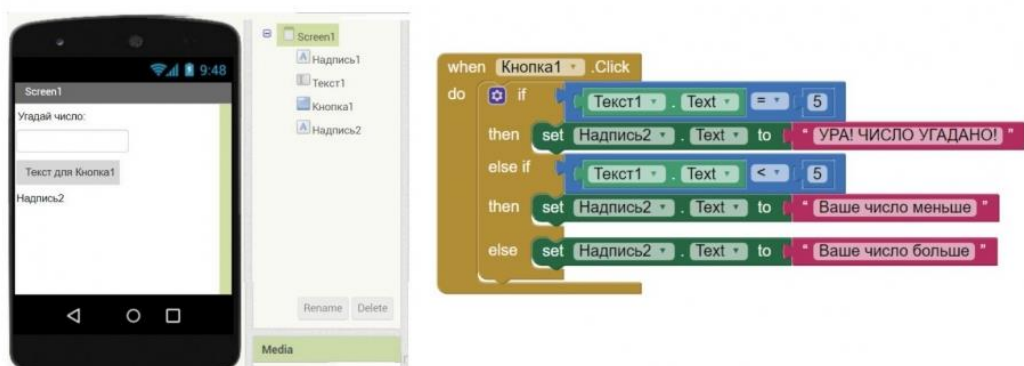 9:48
Screen1
Угадай число:
Текст для Кнопка1
Надпись2
Screen1
Надпись1
Текст1
Кнопка1
Надпись2
Rename Delete
Media
when Кнопка1 .Click
do if Текст1 . Text = 5
then set Надпись2 . Text to " УРА! ЧИСЛО УГАДАНО! "
else if Текст1 . Text < 5
then set Надпись2 . Text to " Ваше число меньше "
else set Надпись2 . Text to " Ваше число больше "